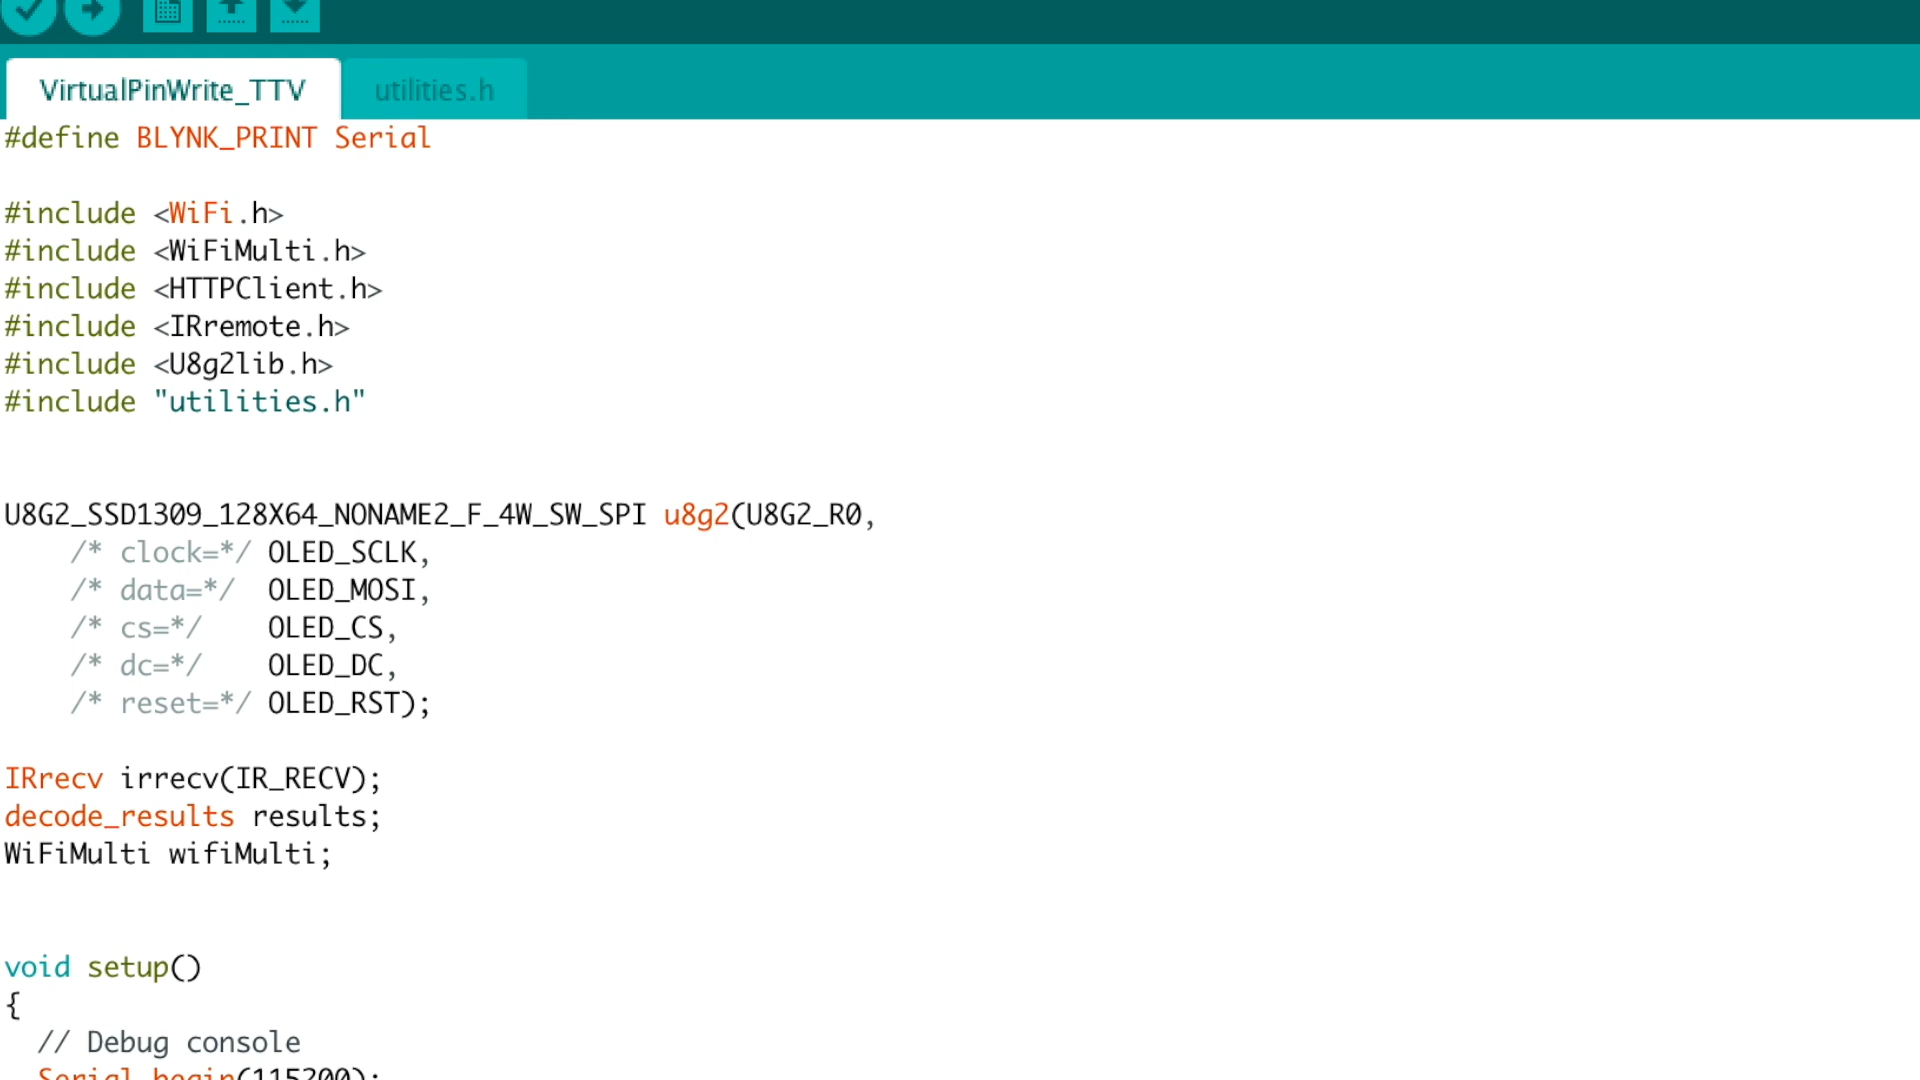 VirtualPinWrite_TTV utilities.h
#define BLYNK_PRINT Serial
#include <WiFi.h>
#include <WiFiMulti.h>
#include <HTTPClient.h>
#include <IRremote.h>
#include <U8g2lib.h>
#include "utilities.h"
U8G2_SSD1309_128X64_NONAME2_F_4W_SW_SPI u8g2(U8G2_R0,
/* clock=*/ OLED_SCLK,
/* data=*/ OLED_MOSI,
/* cs=*/ OLED_CS,
/* dc=*/ OLED_DC,
/* reset=*/ OLED_RST);
IRrecv irrecv(IR_RECV);
decode_results results;
WiFiMulti wifiMulti;
void setup()
{
// Debug console
Serial.begin(115200);